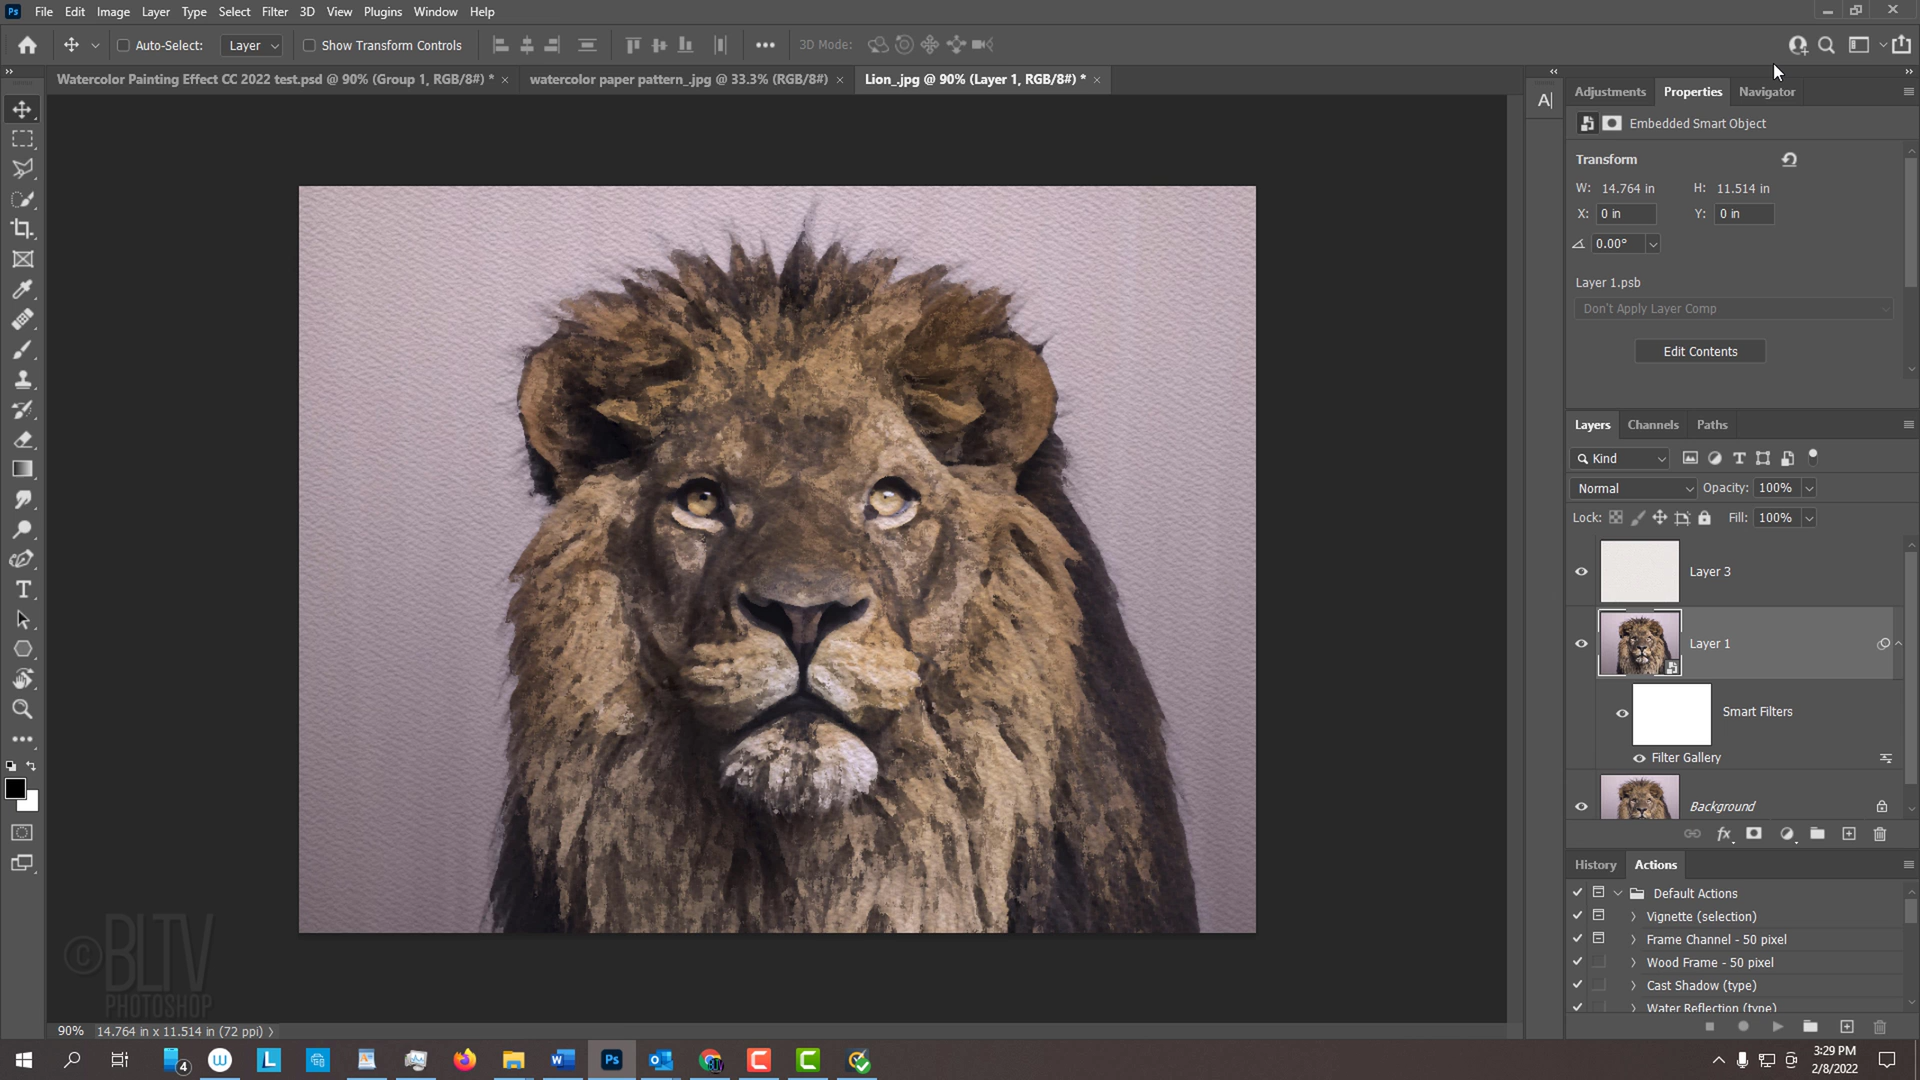 Ps File Edit Image Layer Type Select Filter 3D View Plugins Window Help
Auto-Select: Layer Show Transform Controls 3D Mode:
Watercolor Painting Effect CC 2022 test.psd @ 90% (Group 1, RGB/8#) * × watercolor paper pattern_.jpg @ 33.3% (RGB/8#) × Lion_.jpg @ 90% (Layer 1, RGB/8#) * ×
Adjustments Properties Navigator
Embedded Smart Object
Transform
W: 14.764 in H: 11.514 in
X: 0 in Y: 0 in
0.00°
Layer 1.psb
Don't Apply Layer Comp
Edit Contents
Layers Channels Paths
Kind
Normal Opacity: 100%
Lock: Fill: 100%
Layer 3
Layer 1
Smart Filters
Filter Gallery
Background
History Actions
Default Actions
Vignette (selection)
Frame Channel - 50 pixel
Wood Frame - 50 pixel
Cast Shadow (type)
Water Reflection (type)
©BLTV
PHOTOSHOP
90% 14.764 in x 11.514 in (72 ppi)
3:29 PM
2/8/2022